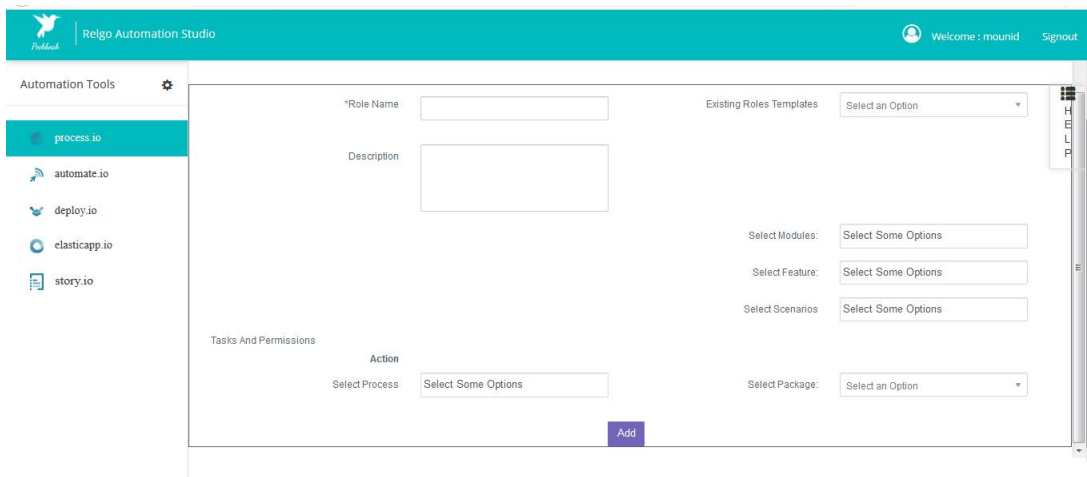 Relgo Automation Studio
Welcome : mounid
Signout
Automation Tools
process.io
automate.io
deploy.io
elasticapp.io
story.io
*Role Name
Existing Roles Templates
Select an Option
Description
Select Modules:
Select Some Options
Select Feature:
Select Some Options
Select Scenarios
Select Some Options
Tasks And Permissions
Action
Select Process
Select Some Options
Select Package:
Select an Option
Add
H
E
L
P